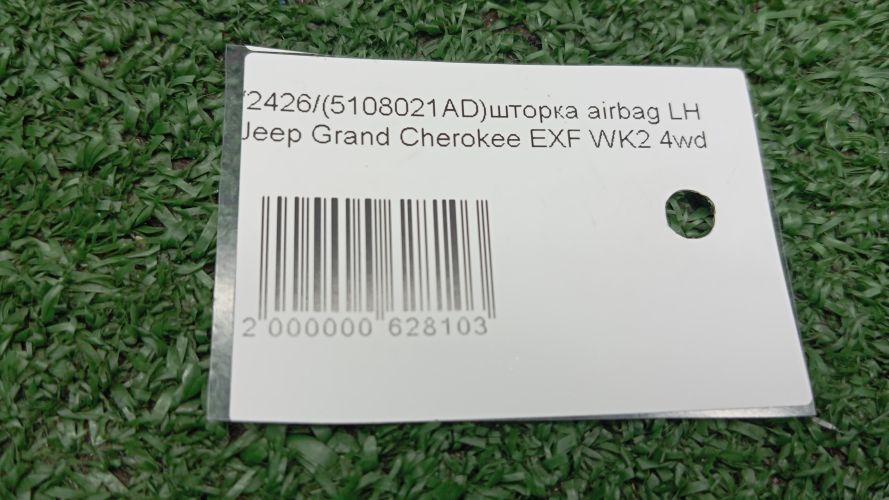 2426/(5108021AD)шторка airbag LH
Jeep Grand Cherokee EXF WK2 4wd
2 000000 628103